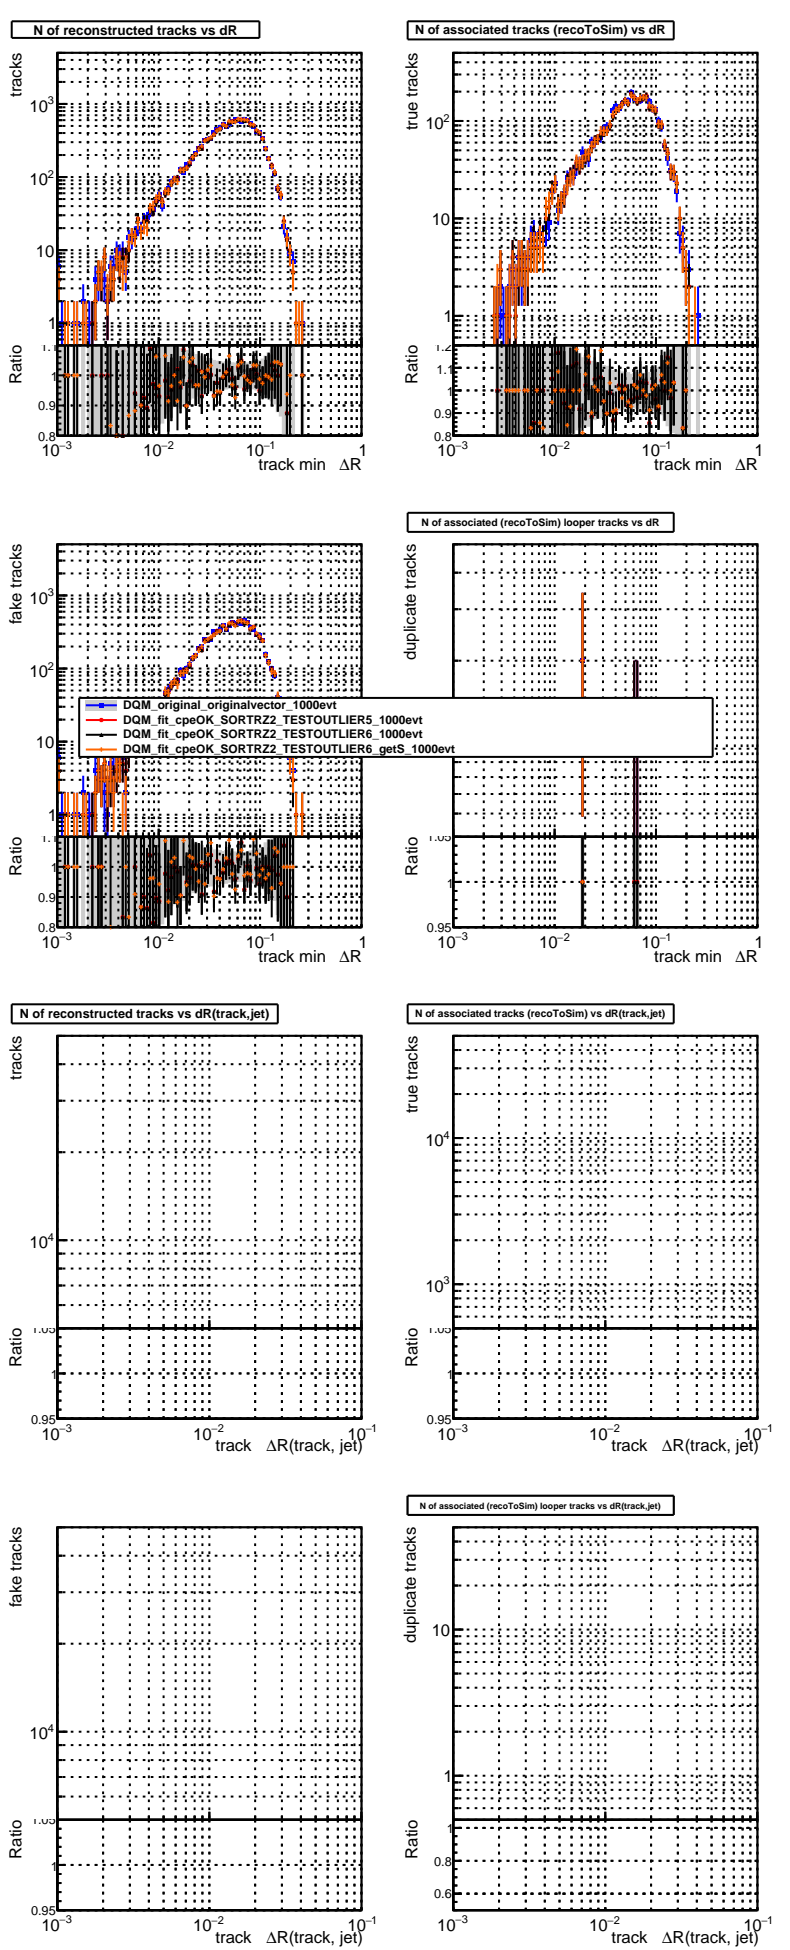 N of reconstructed tracks vs dR
tracks
10³
10²
10
1
Ratio
1.1
1
0.9
0.8
10⁻³
10⁻²
10⁻¹
1
track min ΔR
N of associated tracks (recoToSim) vs dR
true tracks
10²
10
1
Ratio
1.2
1.1
1
0.9
0.8
10⁻³
10⁻²
10⁻¹
1
track min ΔR
fake tracks
10³
10²
10
1
Ratio
1.1
1
0.9
0.8
10⁻³
10⁻²
10⁻¹
1
track min ΔR
N of associated (recoToSim) looper tracks vs dR
duplicate tracks
Ratio
1.05
1
0.95
10⁻³
10⁻²
10⁻¹
1
track min ΔR
DQM_original_originalvector_1000evt
DQM_fit_cpeOK_SORTRZ2_TESTOUTLIER5_1000evt
DQM_fit_cpeOK_SORTRZ2_TESTOUTLIER6_1000evt
DQM_fit_cpeOK_SORTRZ2_TESTOUTLIER6_getS_1000evt
N of reconstructed tracks vs dR(track,jet)
tracks
10⁴
Ratio
1.05
1
0.95
10⁻³
10⁻²
10⁻¹
track ΔR(track, jet)
N of associated tracks (recoToSim) vs dR(track,jet)
true tracks
10⁴
10³
Ratio
1.05
1
0.95
10⁻³
10⁻²
10⁻¹
track ΔR(track, jet)
fake tracks
10⁴
Ratio
1.05
1
0.95
10⁻³
10⁻²
10⁻¹
track ΔR(track, jet)
N of associated (recoToSim) looper tracks vs dR(track,jet)
duplicate tracks
10
1
Ratio
1
0.8
0.6
10⁻³
10⁻²
10⁻¹
track ΔR(track, jet)